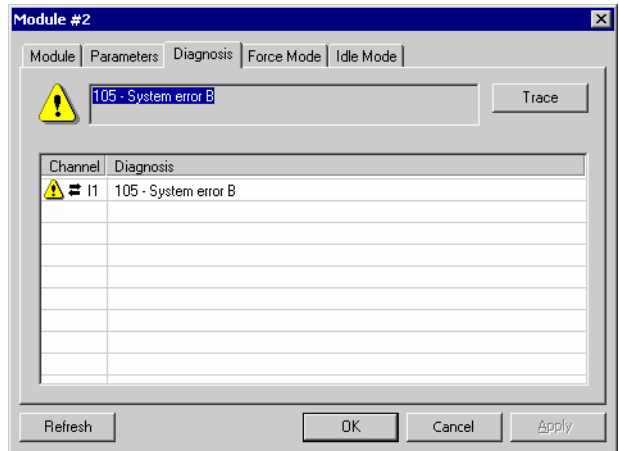 Module #2
Module Parameters Diagnosis Force Mode Idle Mode
105 - System error B
Trace
Channel Diagnosis
I1 105 - System error B
Refresh OK Cancel Apply